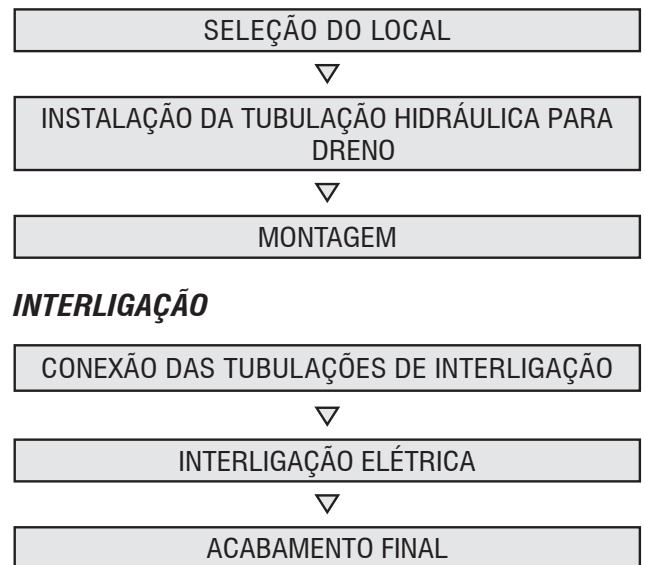 SELEÇÃO DO LOCAL
INSTALAÇÃO DA TUBULAÇÃO HIDRÁULICA PARA
DRENO
MONTAGEM
INTERLIGAÇÃO
CONEXÃO DAS TUBULAÇÕES DE INTERLIGAÇÃO
INTERLIGAÇÃO ELÉTRICA
ACABAMENTO FINAL